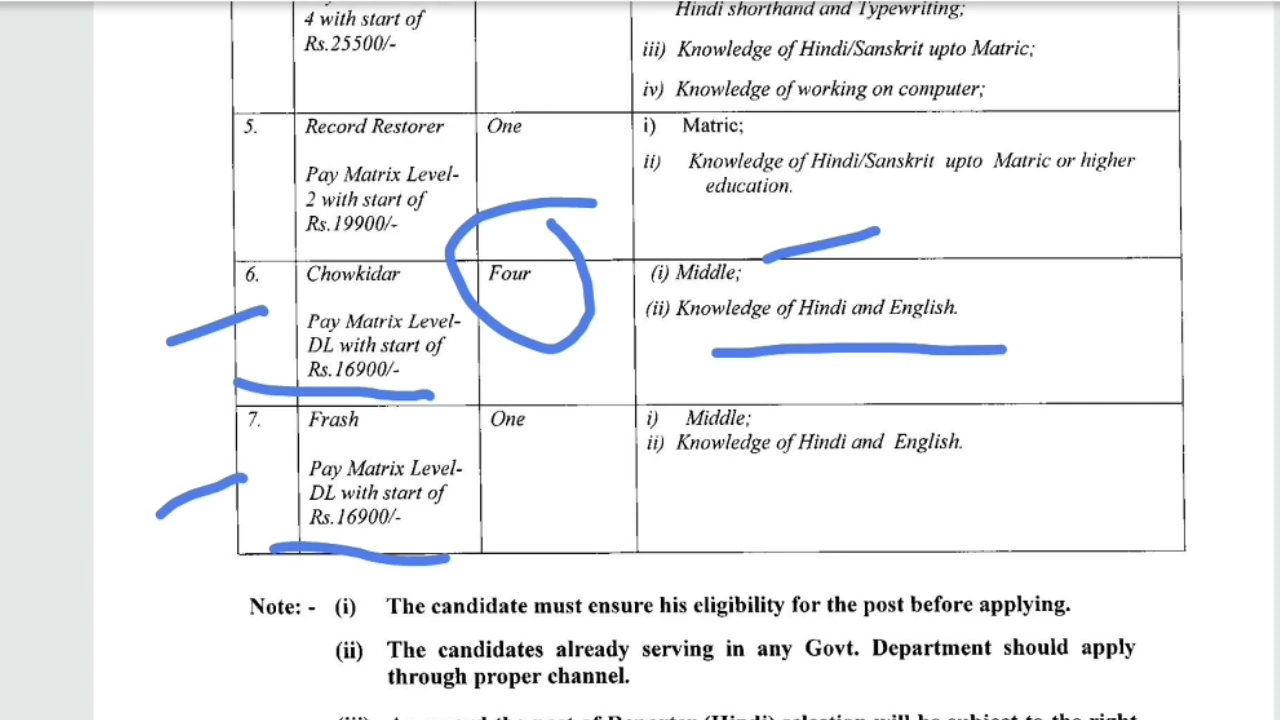 4 with start of
Rs.25500/-
Hindi shorthand and Typewriting;
iii) Knowledge of Hindi/Sanskrit upto Matric;
iv) Knowledge of working on computer;
5. Record Restorer One i) Matric;
ii) Knowledge of Hindi/Sanskrit upto Matric or higher
education.
Pay Matrix Level-
2 with start of
Rs.19900/-
6. Chowkidar Four (i) Middle;
(ii) Knowledge of Hindi and English.
Pay Matrix Level-
DL with start of
Rs.16900/-
7. Frash One i) Middle;
ii) Knowledge of Hindi and English.
Pay Matrix Level-
DL with start of
Rs.16900/-
Note: - (i) The candidate must ensure his eligibility for the post before applying.
(ii) The candidates already serving in any Govt. Department should apply
through proper channel.